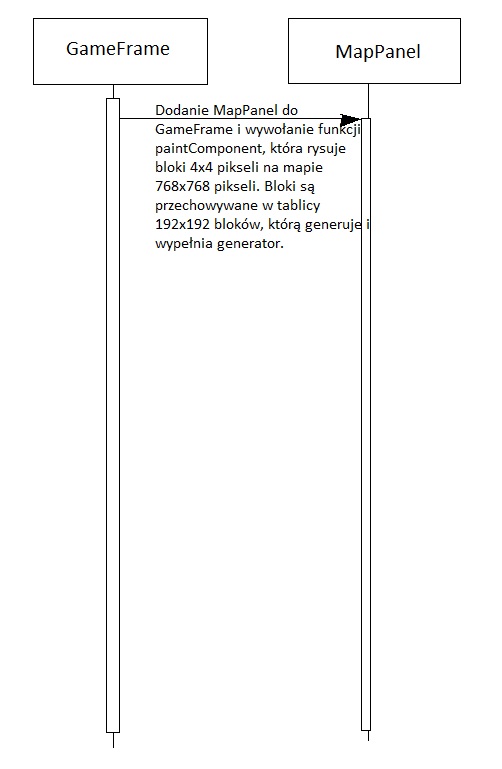 GameFrame
MapPanel
Dodanie MapPanel do
GameFrame i wywołanie funkcji
paintComponent, która rysuje
bloki 4x4 pikseli na mapie
768x768 pikseli. Bloki są
przechowywane w tablicy
192x192 bloków, którą generuje i
wypełnia generator.